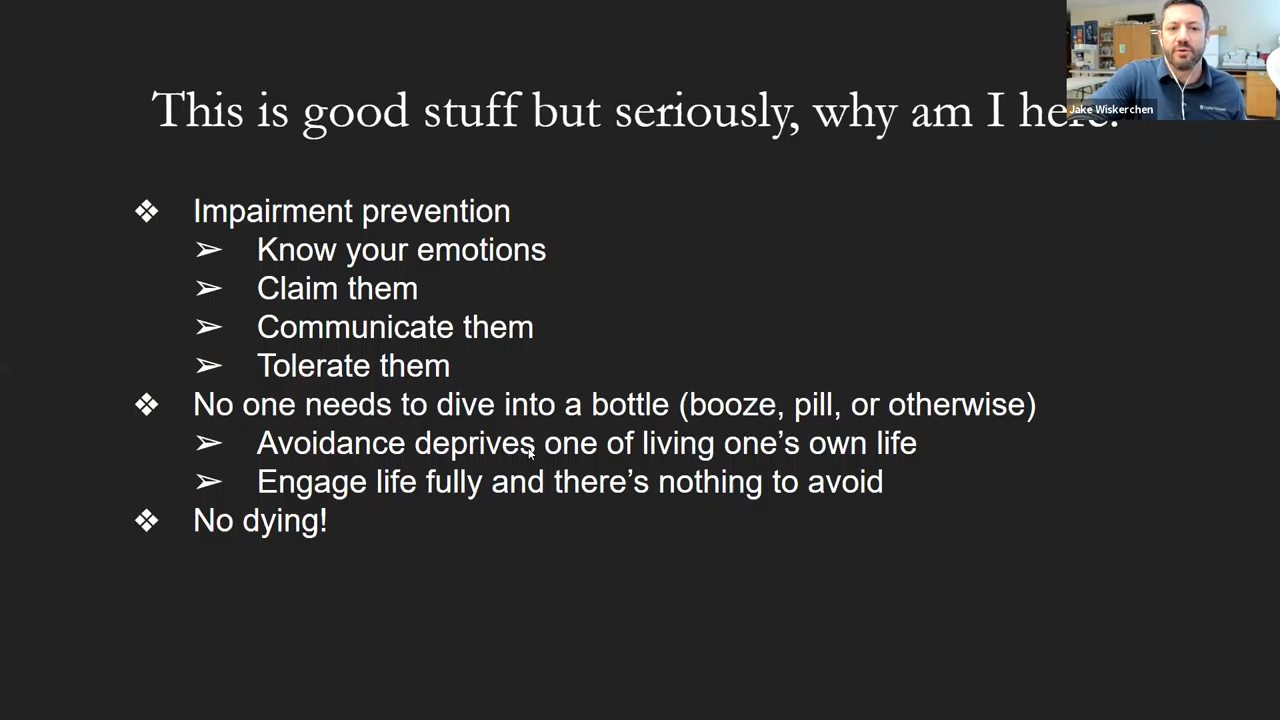 This is good stuff but seriously, why am I here?
Jake Wiskerchen
❖ Impairment prevention
➢ Know your emotions
➢ Claim them
➢ Communicate them
➢ Tolerate them
❖ No one needs to dive into a bottle (booze, pill, or otherwise)
➢ Avoidance deprives one of living one’s own life
➢ Engage life fully and there’s nothing to avoid
❖ No dying!